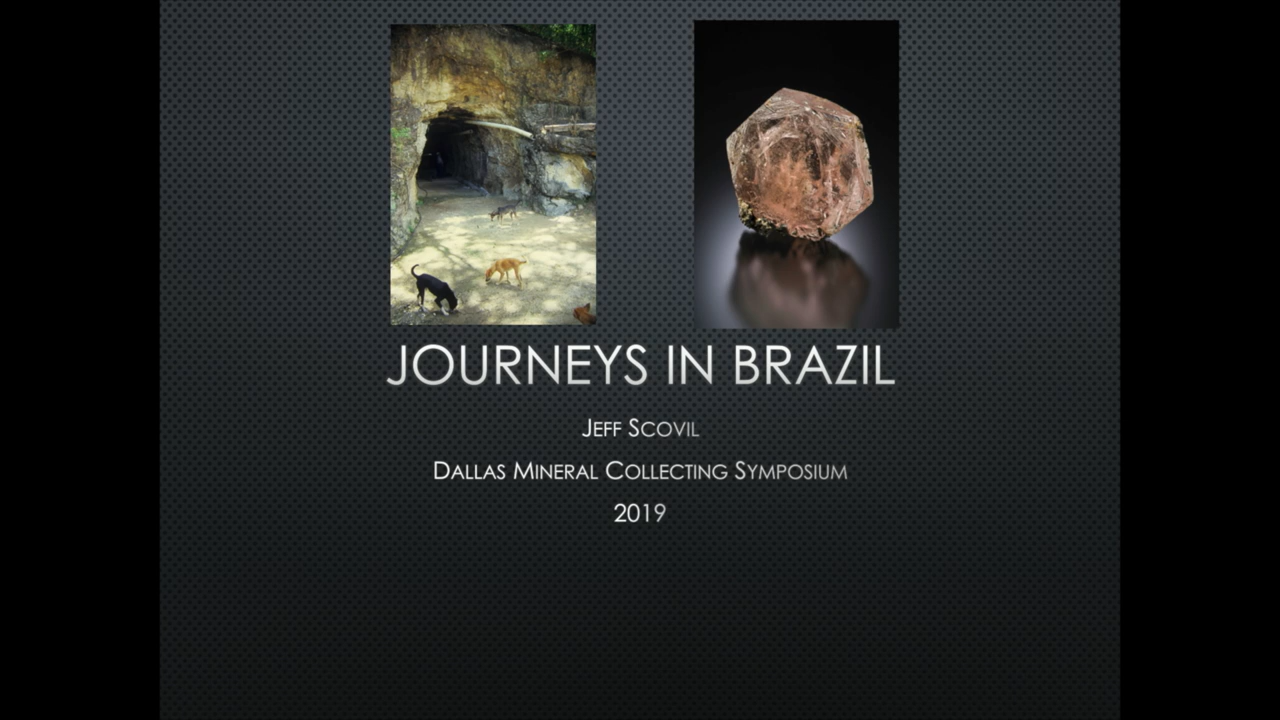 JOURNEYS IN BRAZIL
JEFF SCOVIL
DALLAS MINERAL COLLECTING SYMPOSIUM
2019